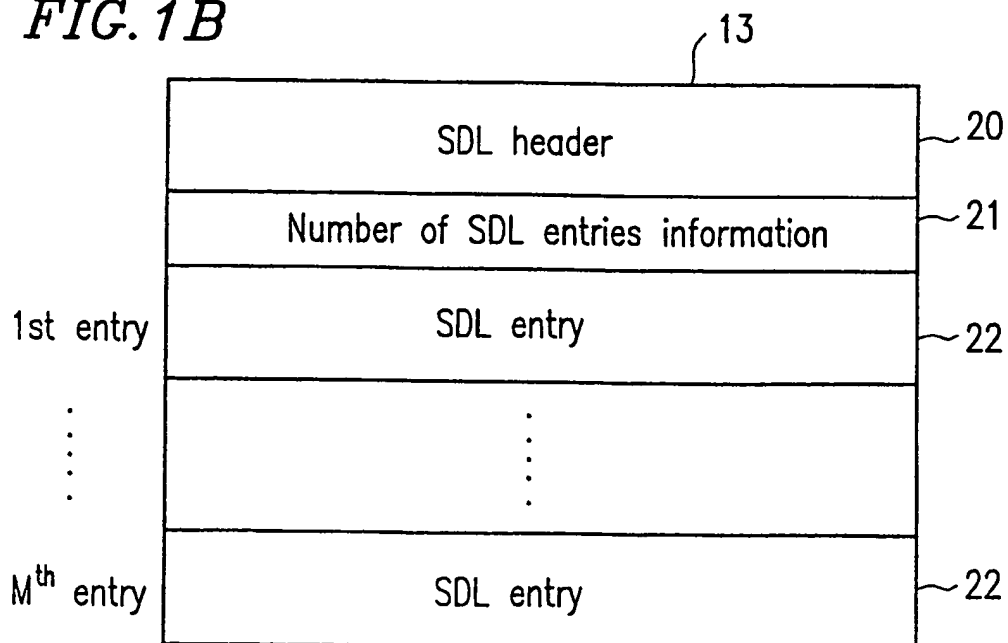 FIG. 1B
13
SDL header
20
Number of SDL entries information
21
1st entry
SDL entry
22
Mth entry
SDL entry
22